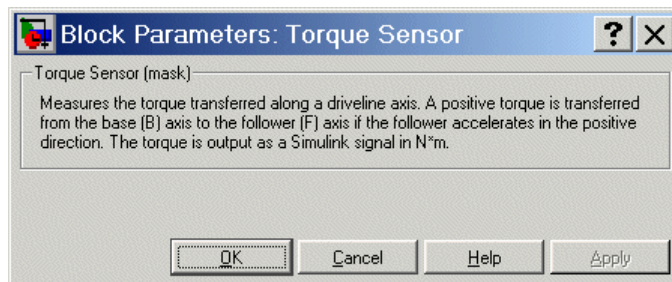 Block Parameters: Torque Sensor
? X
Torque Sensor (mask)
Measures the torque transferred along a driveline axis. A positive torque is transferred
from the base (B) axis to the follower (F) axis if the follower accelerates in the positive
direction. The torque is output as a Simulink signal in N*m.
OK Cancel Help Apply